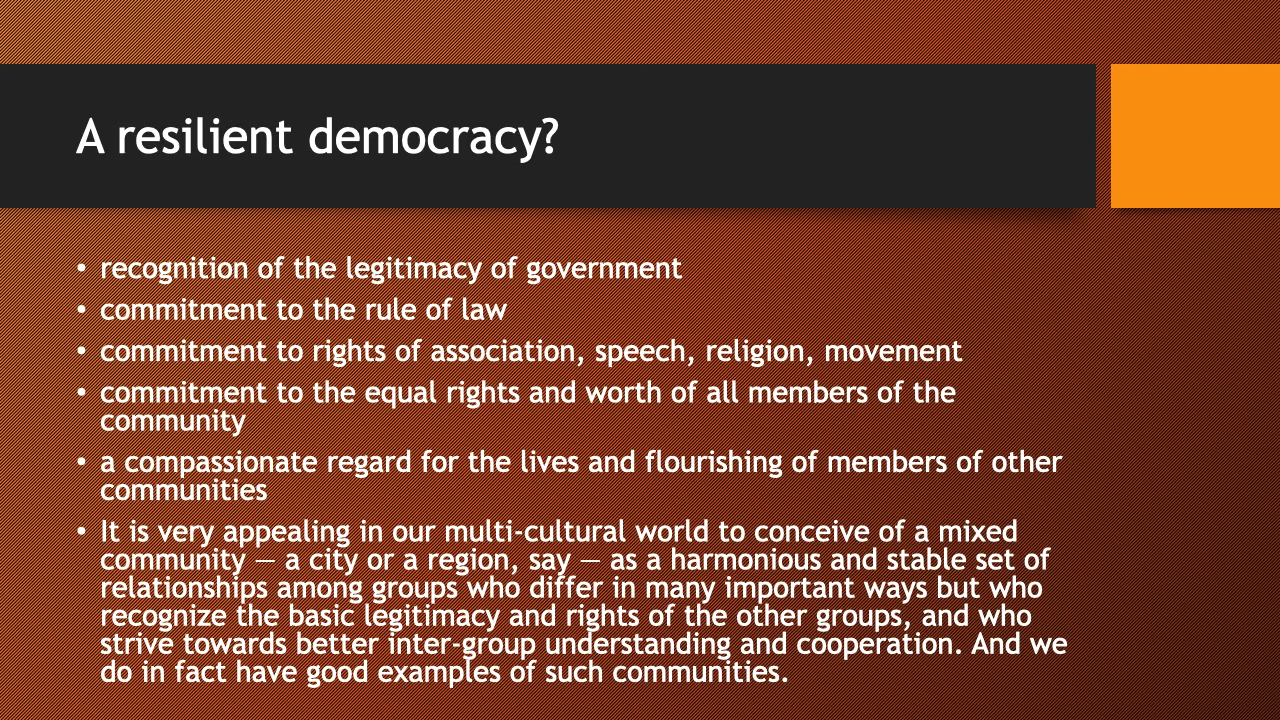 A resilient democracy?
• recognition of the legitimacy of government
• commitment to the rule of law
• commitment to rights of association, speech, religion, movement
• commitment to the equal rights and worth of all members of the
community
• a compassionate regard for the lives and flourishing of members of other
communities
• It is very appealing in our multi-cultural world to conceive of a mixed
community — a city or a region, say — as a harmonious and stable set of
relationships among groups who differ in many important ways but who
recognize the basic legitimacy and rights of the other groups, and who
strive towards better inter-group understanding and cooperation. And we
do in fact have good examples of such communities.